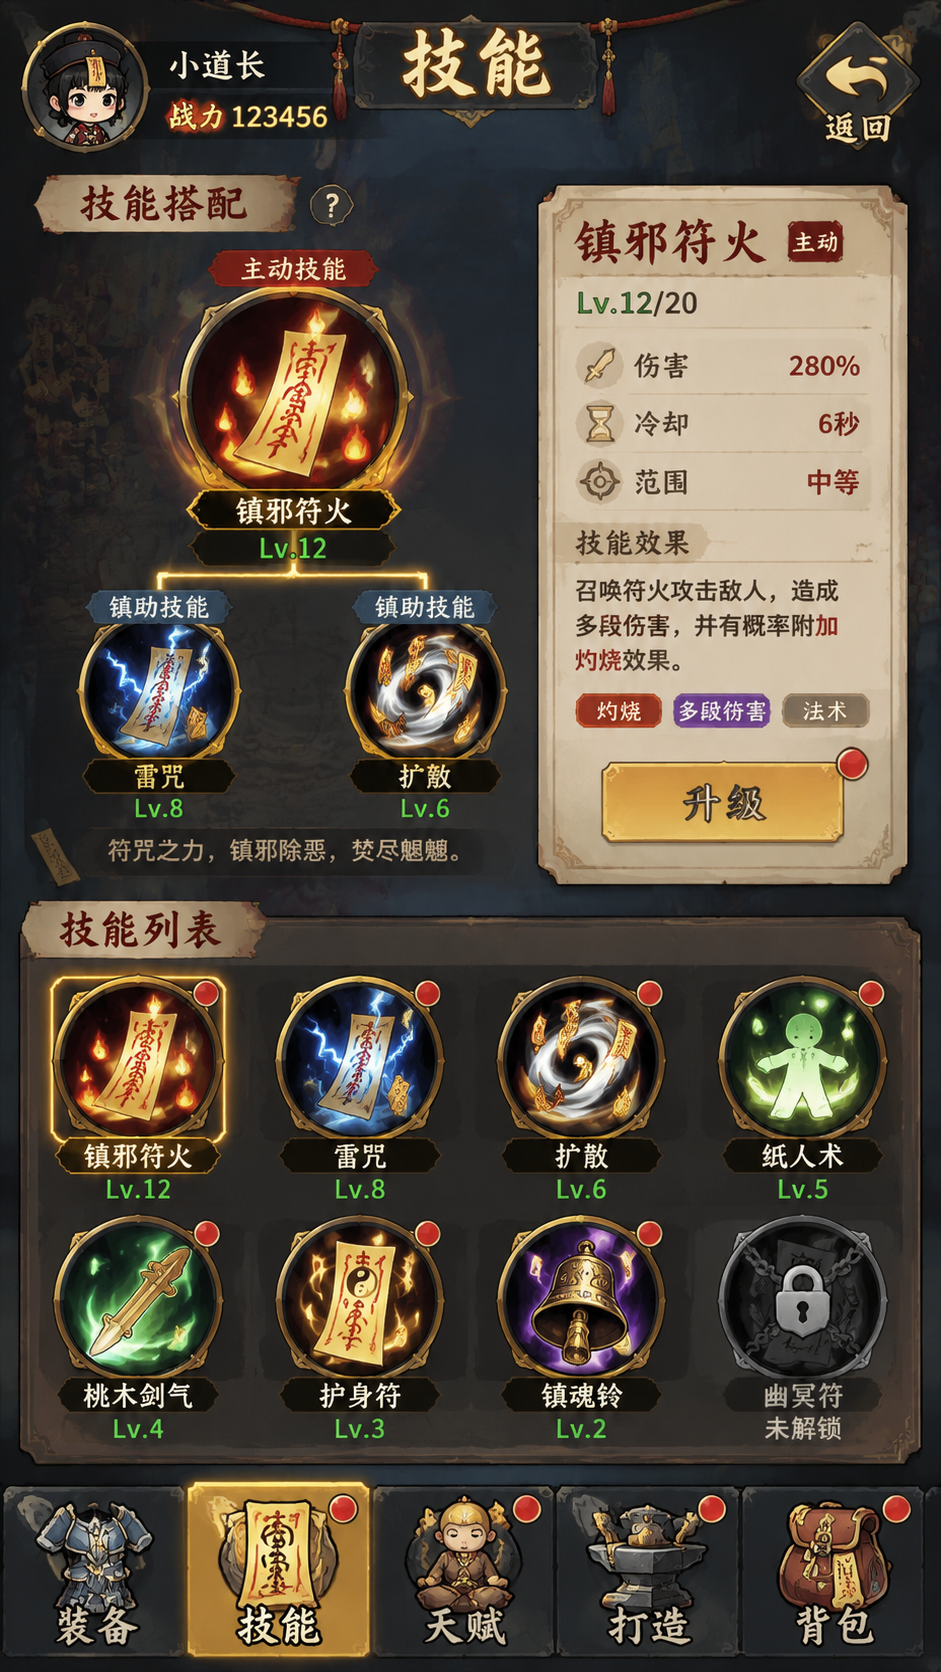 小道长
战力 123456
技能
返回
技能搭配
?
主动技能
镇邪符火
Lv.12
镇助技能
镇助技能
雷咒
Lv.8
扩散
Lv.6
符咒之力，镇邪除恶，焚尽魍魉。
镇邪符火
主动
Lv.12/20
伤害
280%
冷却
6秒
范围
中等
技能效果
召唤符火攻击敌人，造成
多段伤害，并有概率附加
灼烧效果。
灼烧
多段伤害
法术
升级
技能列表
镇邪符火
Lv.12
雷咒
Lv.8
扩散
Lv.6
纸人术
Lv.5
桃木剑气
Lv.4
护身符
Lv.3
镇魂铃
Lv.2
幽冥符
未解锁
装备
技能
天赋
打造
背包